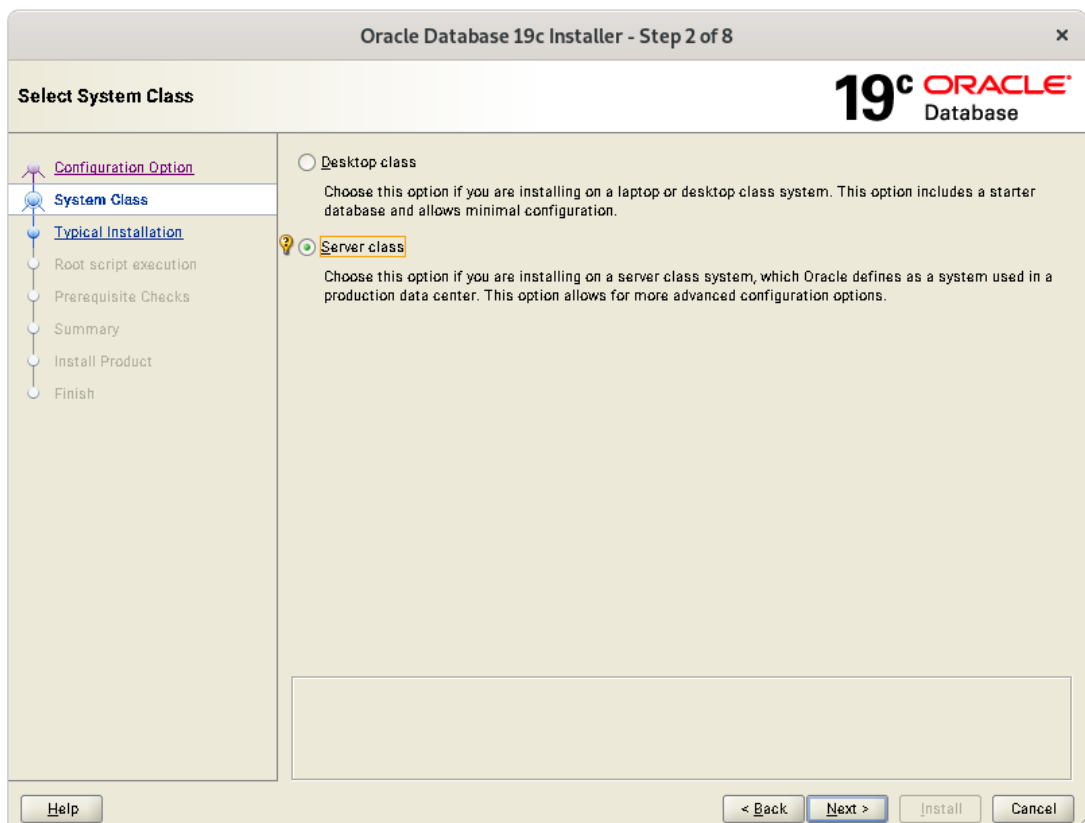 Oracle Database 19c Installer - Step 2 of 8
Select System Class
19c ORACLE
Database
Configuration Option
System Class
Typical Installation
Root script execution
Prerequisite Checks
Summary
Install Product
Finish
Desktop class
Choose this option if you are installing on a laptop or desktop class system. This option includes a starter
database and allows minimal configuration.
Server class
Choose this option if you are installing on a server class system, which Oracle defines as a system used in a
production data center. This option allows for more advanced configuration options.
Help
< Back
Next >
Install
Cancel